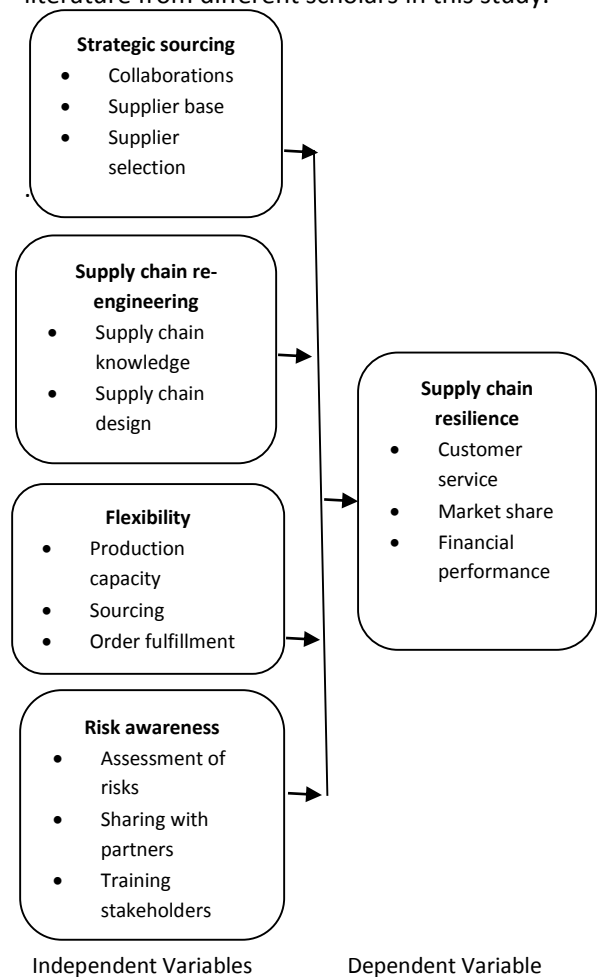 literature from different scholars in this study.
Strategic sourcing
• Collaborations
• Supplier base
• Supplier
selection
.
Supply chain re-
engineering
• Supply chain
knowledge
• Supply chain
design
Supply chain
resilience
• Customer
service
• Market share
• Financial
performance
Flexibility
• Production
capacity
• Sourcing
• Order fulfillment
Risk awareness
• Assessment of
risks
• Sharing with
partners
• Training
stakeholders
Independent Variables
Dependent Variable